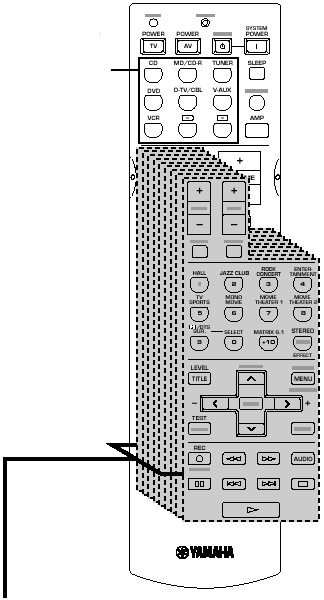 SYSTEM
POWER POWER POWER
TV AV I
CD MD/CD-R TUNER SLEEP
DVD D-TV/CBL V-AUX
VCR AMP
+
+ +
– –
HALL JAZZ CLUB ROCK CONCERT ENTER-TAINMENT
1 2 3 4
TV SPORTS MONO MOVIE MOVIE THEATER 1 MOVIE THEATER 2
5 6 7 8
/DTS SUR. SELECT MATRIX 6.1 STEREO
9 0 +10
EFFECT
LEVEL
TITLE MENU
– +
TEST
REC
AUDIO
YAMAHA